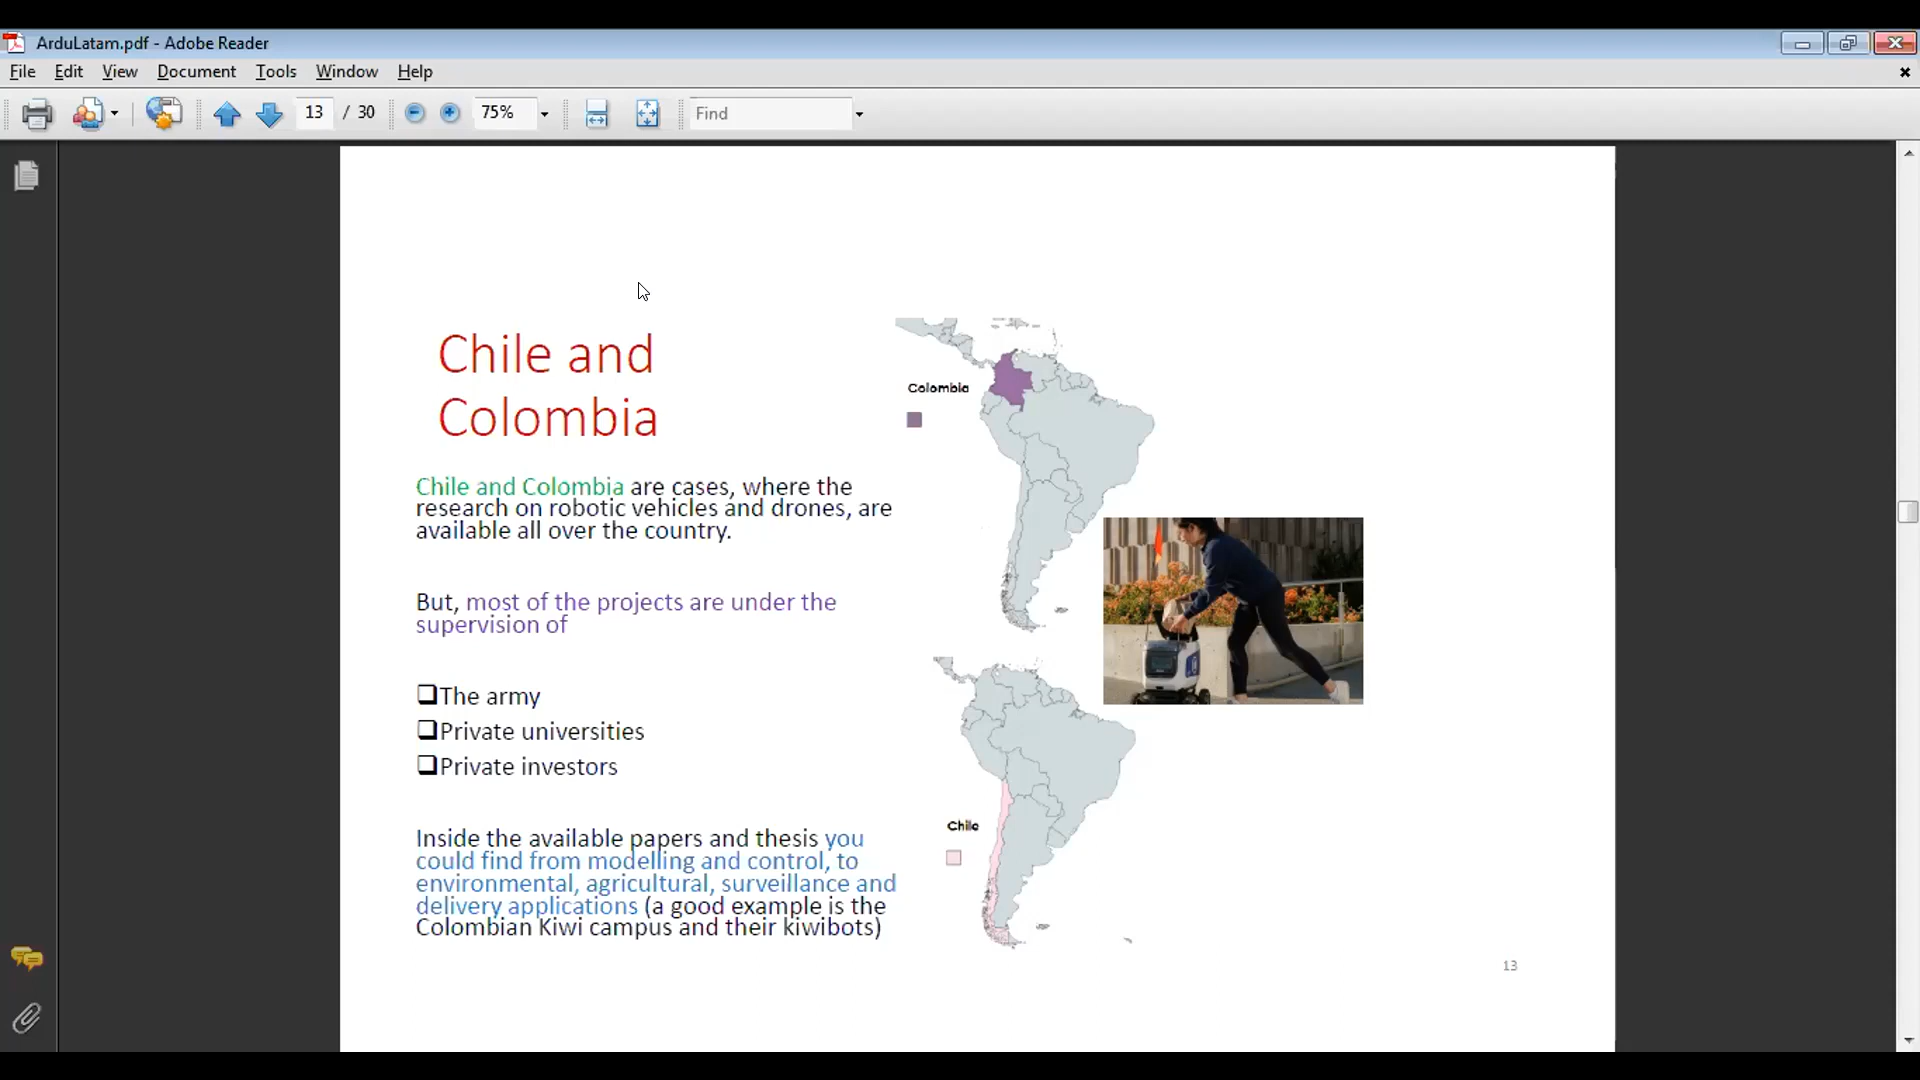 ArduLatam.pdf - Adobe Reader
File Edit View Document Tools Window Help
13 / 30 75% Find
Chile and
Colombia
Colombia
Chile and Colombia are cases, where the
research on robotic vehicles and drones, are
available all over the country.
But, most of the projects are under the
supervision of
The army
Private universities
Private investors
Chile
Inside the available papers and thesis you
could find from modelling and control, to
environmental, agricultural, surveillance and
delivery applications (a good example is the
Colombian Kiwi campus and their kiwibots)
13